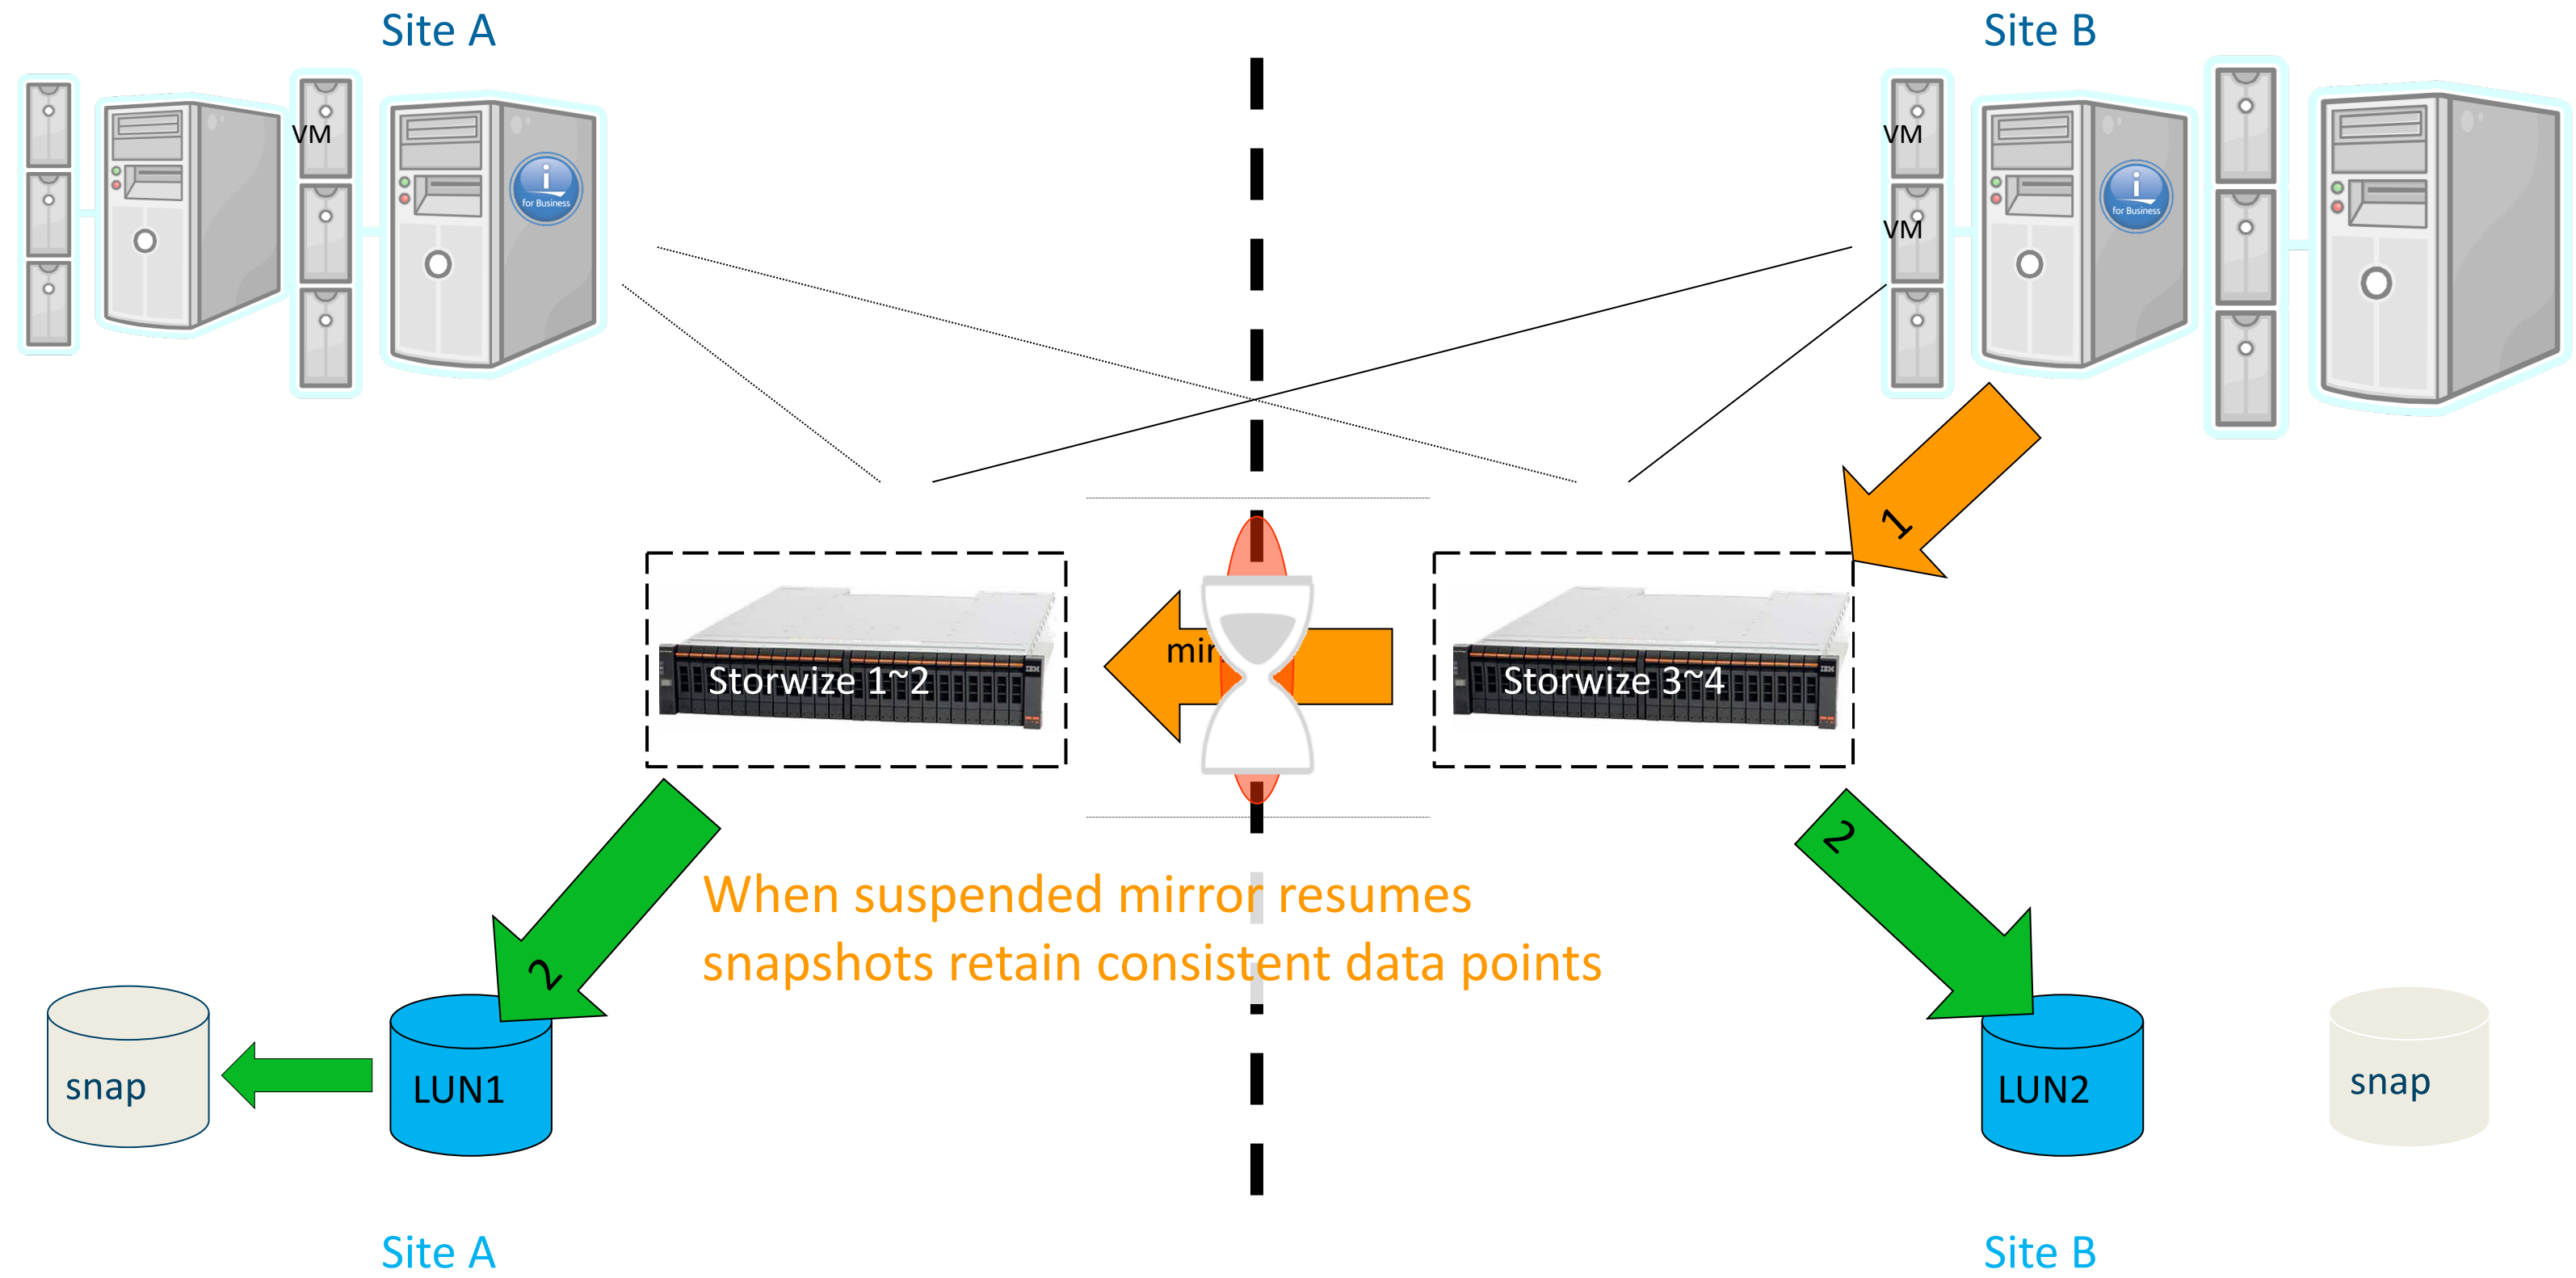 Site A
Site B
VM
VM
VM
i
for Business
i
for Business
1
Storwize 1~2
Storwize 3~4
2
2
When suspended mirror resumes
snapshots retain consistent data points
snap
LUN1
LUN2
snap
Site A
Site B